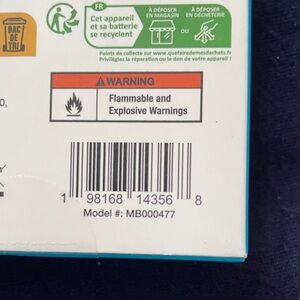 FR
Cet appareil
et sa batterie
se recyclent
À DÉPOSER
EN MAGASIN
OU
À DÉPOSER
EN DÉCHÈTERIE
Points de collecte sur www.quefairedemesdechets.fr
Privilégiez la réparation ou le don de votre appareil !
BAC
DE
TRI
WARNING
Flammable and
Explosive Warnings
0,
Y
1 98168 14356 8
Model #: MB000477